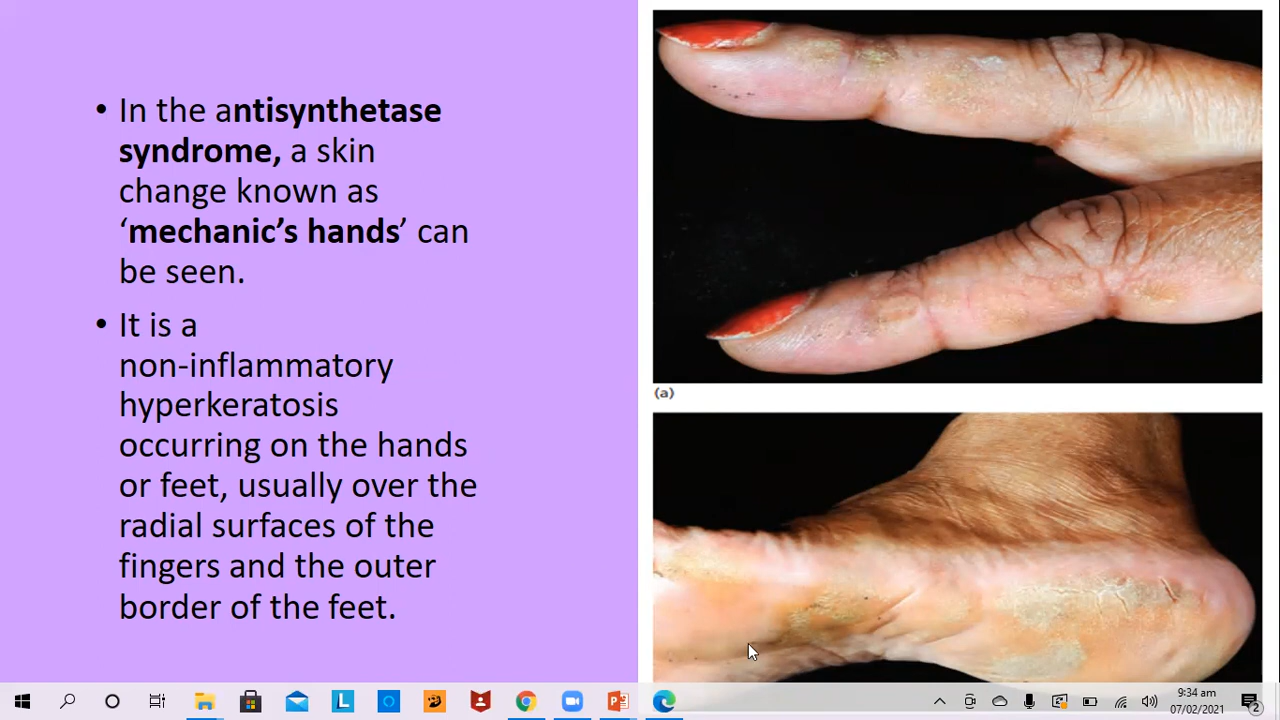 • In the antisynthetase
syndrome, a skin
change known as
‘mechanic’s hands’ can
be seen.
• It is a
non-inflammatory
hyperkeratosis
occurring on the hands
or feet, usually over the
radial surfaces of the
fingers and the outer
border of the feet.
(a)
9:34 am
07/02/2021
2